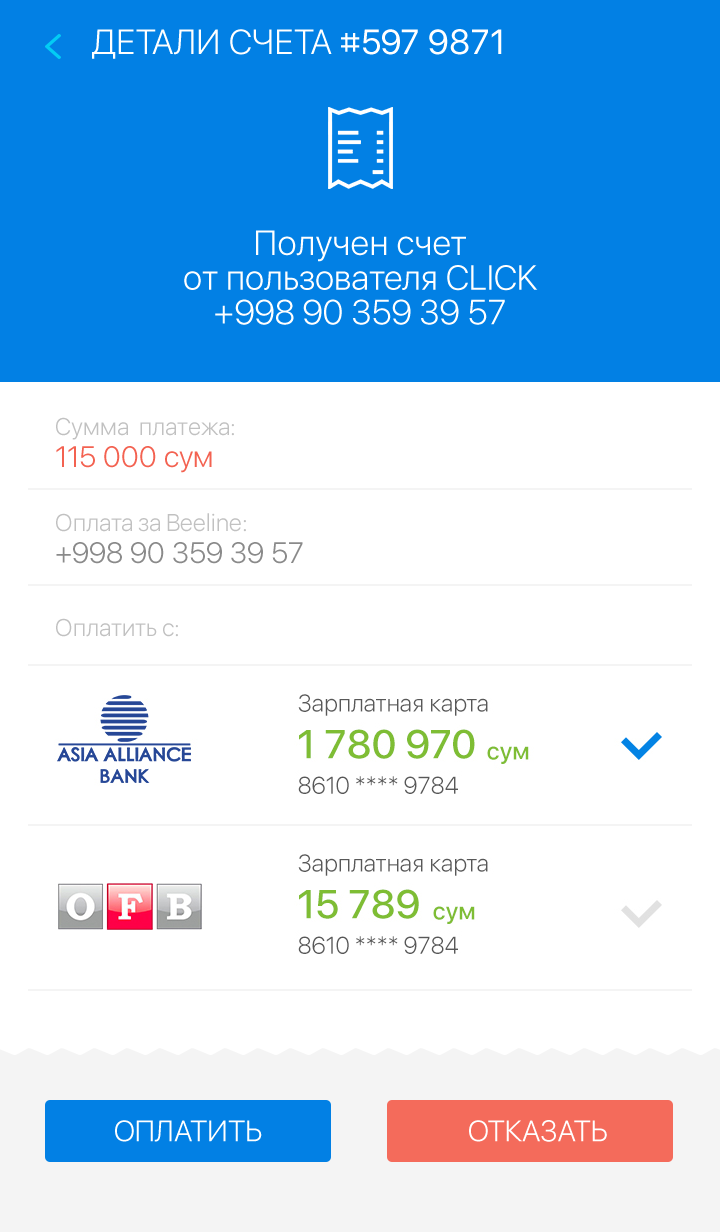 ДЕТАЛИ СЧЕТА #597 9871
Получен счет
от пользователя CLICK
+998 90 359 39 57
Сумма платежа:
115 000 сум
Оплата за Beeline:
+998 90 359 39 57
Оплатить с:
Зарплатная карта
ASIA ALLIANCE
BANK
1 780 970 сум
8610 **** 9784
Зарплатная карта
OFB
15 789 сум
8610 **** 9784
ОПЛАТИТЬ
ОТКАЗАТЬ